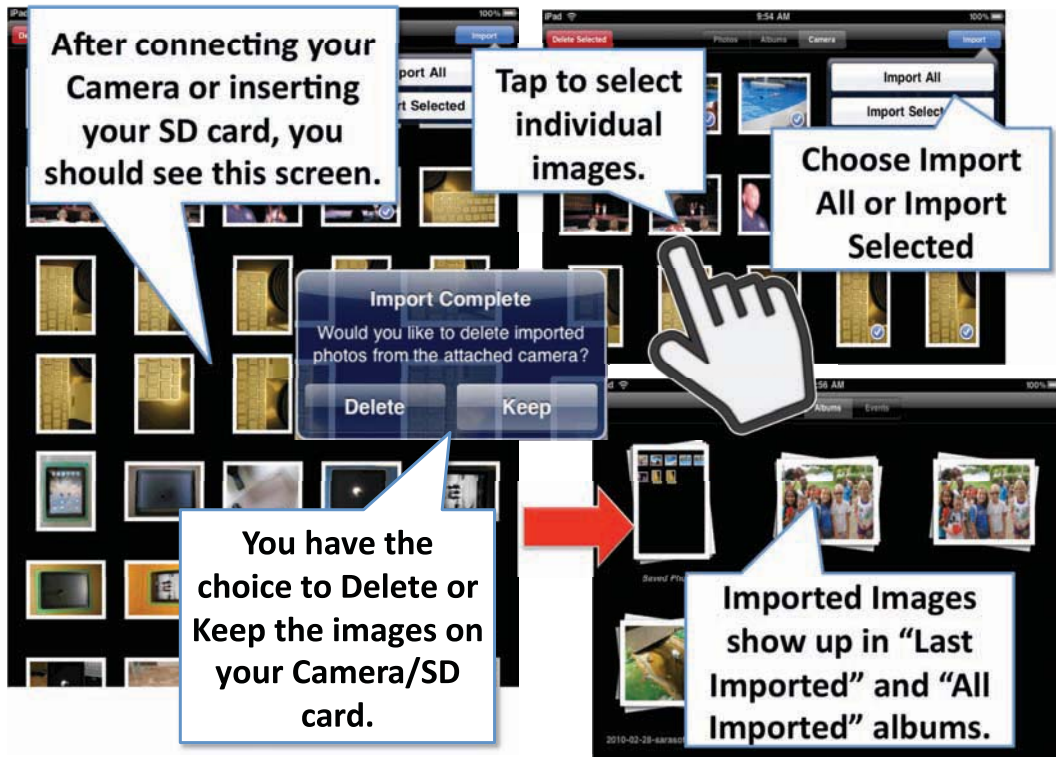 100%
Import
port All
rt Selected
After connecting your
Camera or inserting
your SD card, you
should see this screen.
iPad
9:54 AM
100%
Delete Selected
Photos
Albums
Camera
Import
Import All
Import Select
Tap to select
individual
images.
Choose Import
All or Import
Selected
Import Complete
Would you like to delete imported
photos from the attached camera?
Delete
Keep
You have the
choice to Delete or
Keep the images on
your Camera/SD
card.
:56 AM
100%
Albums
Events
Saved
Imported Images
show up in “Last
Imported” and “All
Imported” albums.
2010-02-28-sarasot